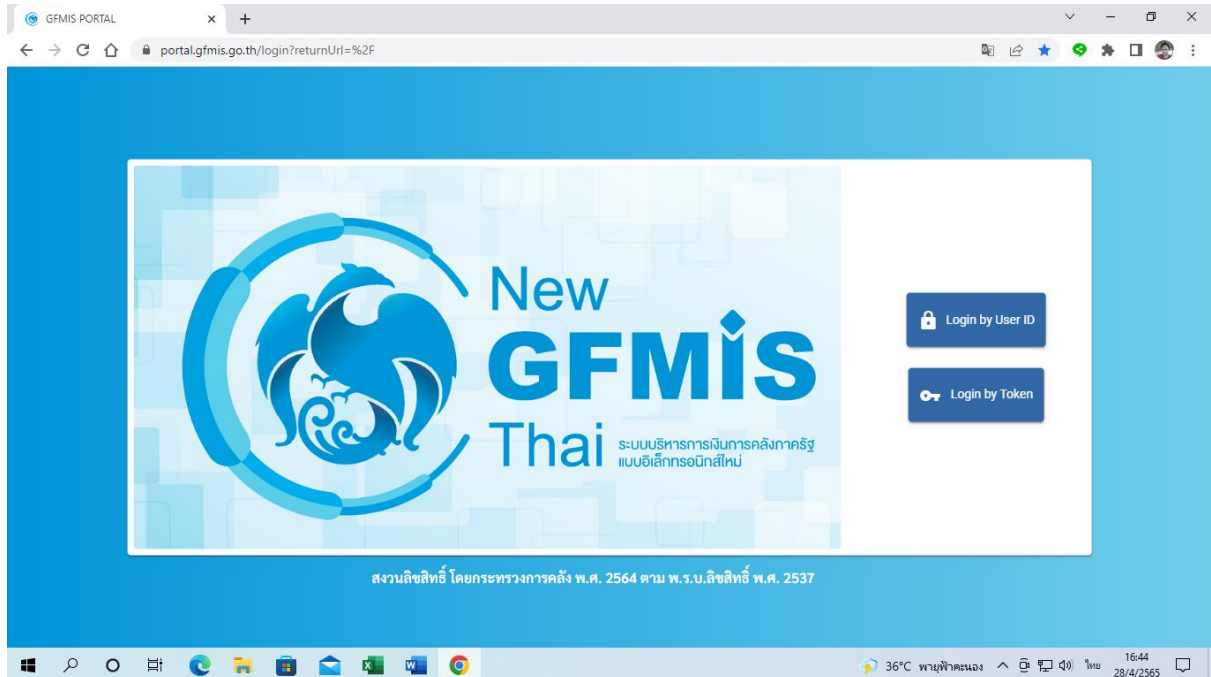 GFMIS PORTAL
portal.gfmis.go.th/login?returnUrl=%2F
New
GFMIS
Thai
ระบบบริหารการเงินการคลังภาครัฐ
แบบอิเล็กทรอนิกส์ใหม่
Login by User ID
Login by Token
สงวนลิขสิทธิ์ โดยกระทรวงการคลัง พ.ศ. 2564 ตาม พ.ร.บ.ลิขสิทธิ์ พ.ศ. 2537
36°C พายุฟ้าคะนอง
ไทย
16:44
28/4/2565